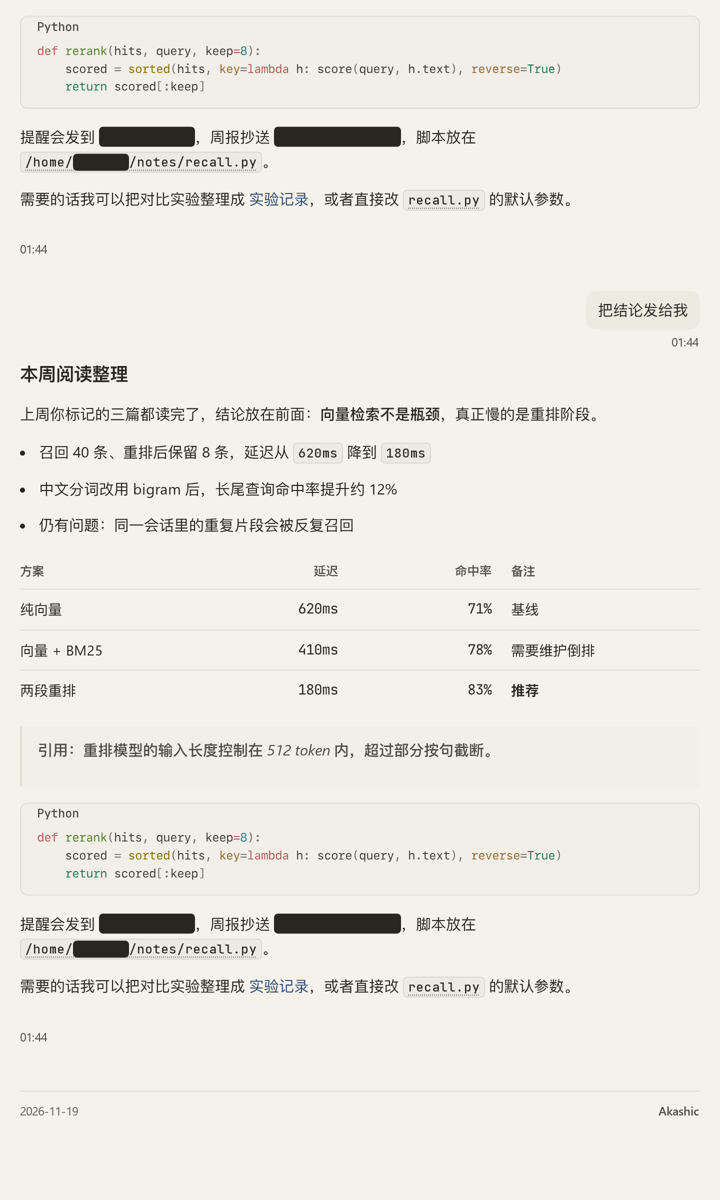 Python
def rerank(hits, query, keep=8):
    scored = sorted(hits, key=lambda h: score(query, h.text), reverse=True)
    return scored[:keep]
提醒会发到 ，周报抄送 ，脚本放在
/home/ /notes/recall.py 。
需要的话我可以把对比实验整理成 实验记录，或者直接改 recall.py 的默认参数。
01:44
把结论发给我
01:44
本周阅读整理
上周你标记的三篇都读完了，结论放在前面：向量检索不是瓶颈，真正慢的是重排阶段。
• 召回 40 条、重排后保留 8 条，延迟从 620ms 降到 180ms
• 中文分词改用 bigram 后，长尾查询命中率提升约 12%
• 仍有问题：同一会话里的重复片段会被反复召回
方案 延迟 命中率 备注
纯向量 620ms 71% 基线
向量 + BM25 410ms 78% 需要维护倒排
两段重排 180ms 83% 推荐
引用：重排模型的输入长度控制在 512 token 内，超过部分按句截断。
Python
def rerank(hits, query, keep=8):
    scored = sorted(hits, key=lambda h: score(query, h.text), reverse=True)
    return scored[:keep]
提醒会发到 ，周报抄送 ，脚本放在
/home/ /notes/recall.py 。
需要的话我可以把对比实验整理成 实验记录，或者直接改 recall.py 的默认参数。
01:44
2026-11-19 Akashic